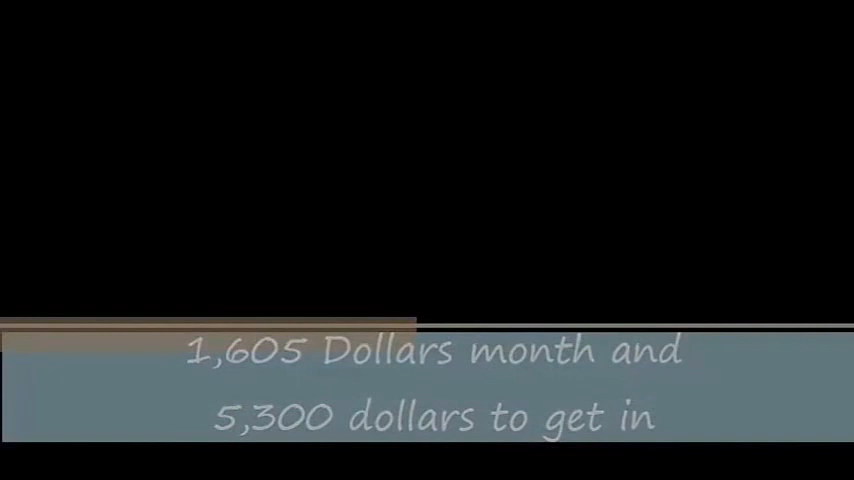 1,605 Dollars month and
5,300 dollars to get in